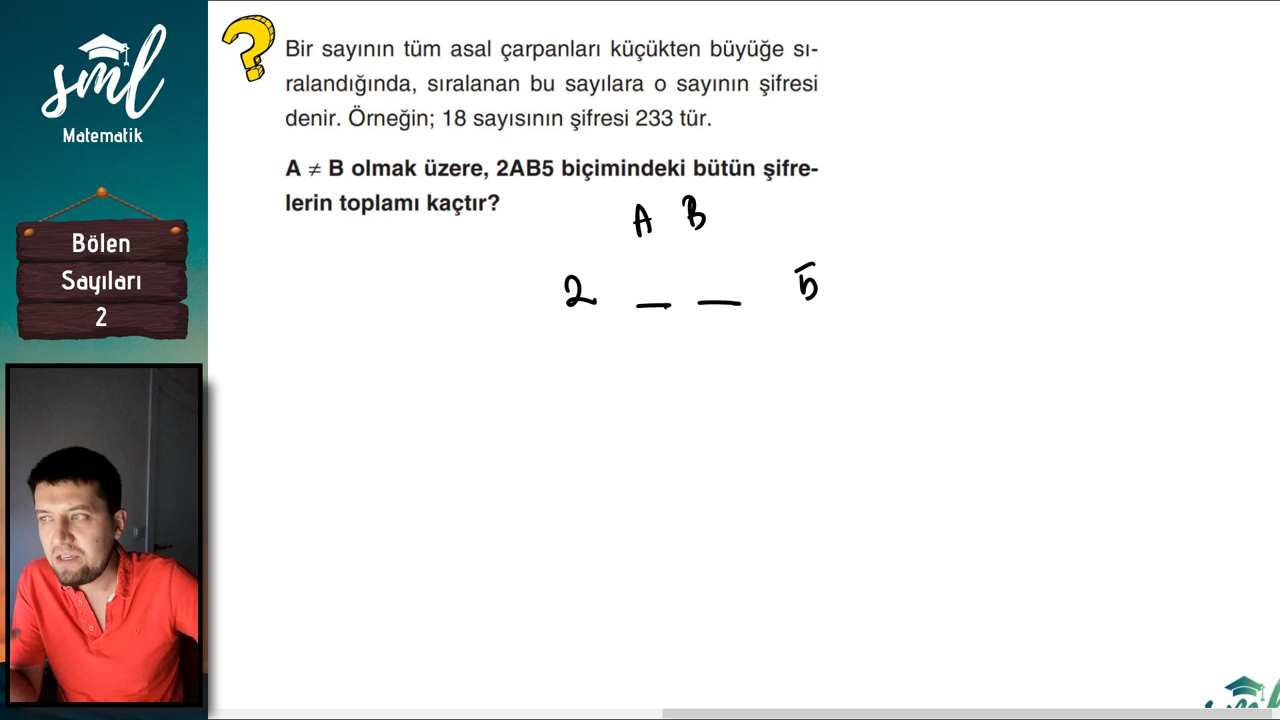 sml
Matematik
Bölen
Sayıları
2
Bir sayının tüm asal çarpanları küçükten büyüğe sı-
ralandığında, sıralanan bu sayılara o sayının şifresi
denir. Örneğin; 18 sayısının şifresi 233 tür.
A ≠ B olmak üzere, 2AB5 biçimindeki bütün şifre-
lerin toplamı kaçtır?
A B
2 _ _ 5